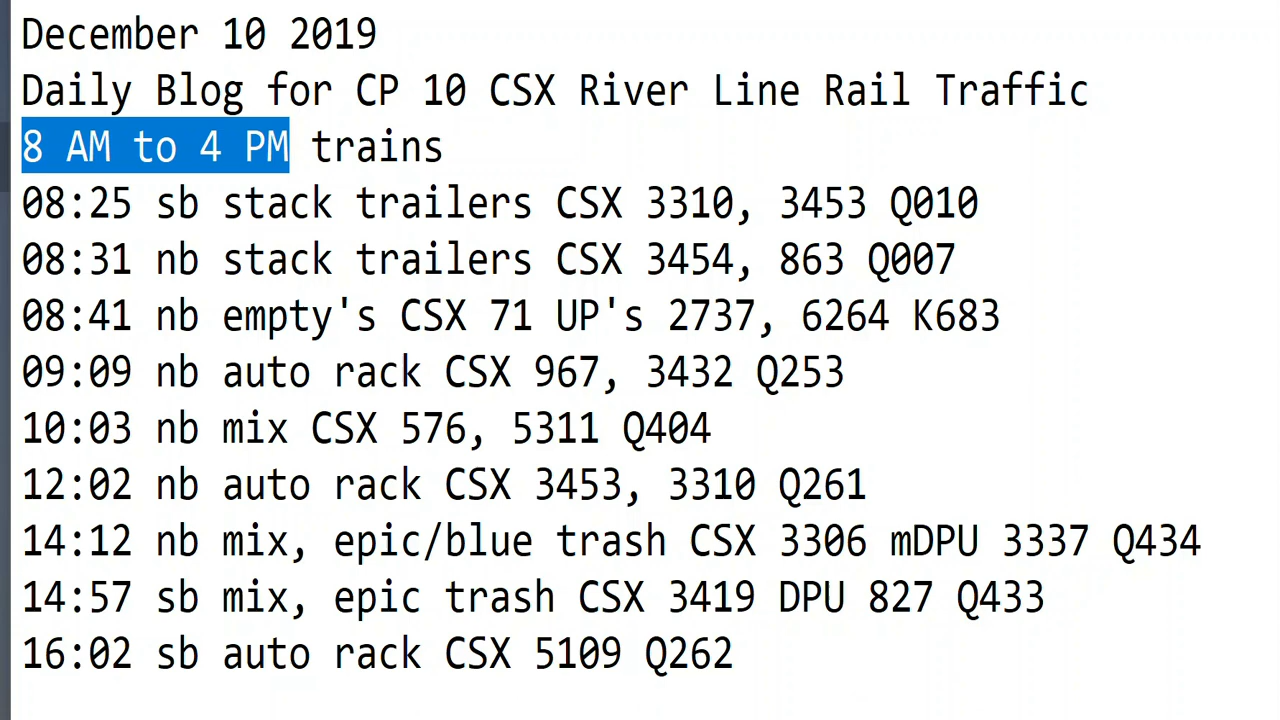 December 10 2019
Daily Blog for CP 10 CSX River Line Rail Traffic
8 AM to 4 PM trains
08:25 sb stack trailers CSX 3310, 3453 Q010
08:31 nb stack trailers CSX 3454, 863 Q007
08:41 nb empty's CSX 71 UP's 2737, 6264 K683
09:09 nb auto rack CSX 967, 3432 Q253
10:03 nb mix CSX 576, 5311 Q404
12:02 nb auto rack CSX 3453, 3310 Q261
14:12 nb mix, epic/blue trash CSX 3306 mDPU 3337 Q434
14:57 sb mix, epic trash CSX 3419 DPU 827 Q433
16:02 sb auto rack CSX 5109 Q262